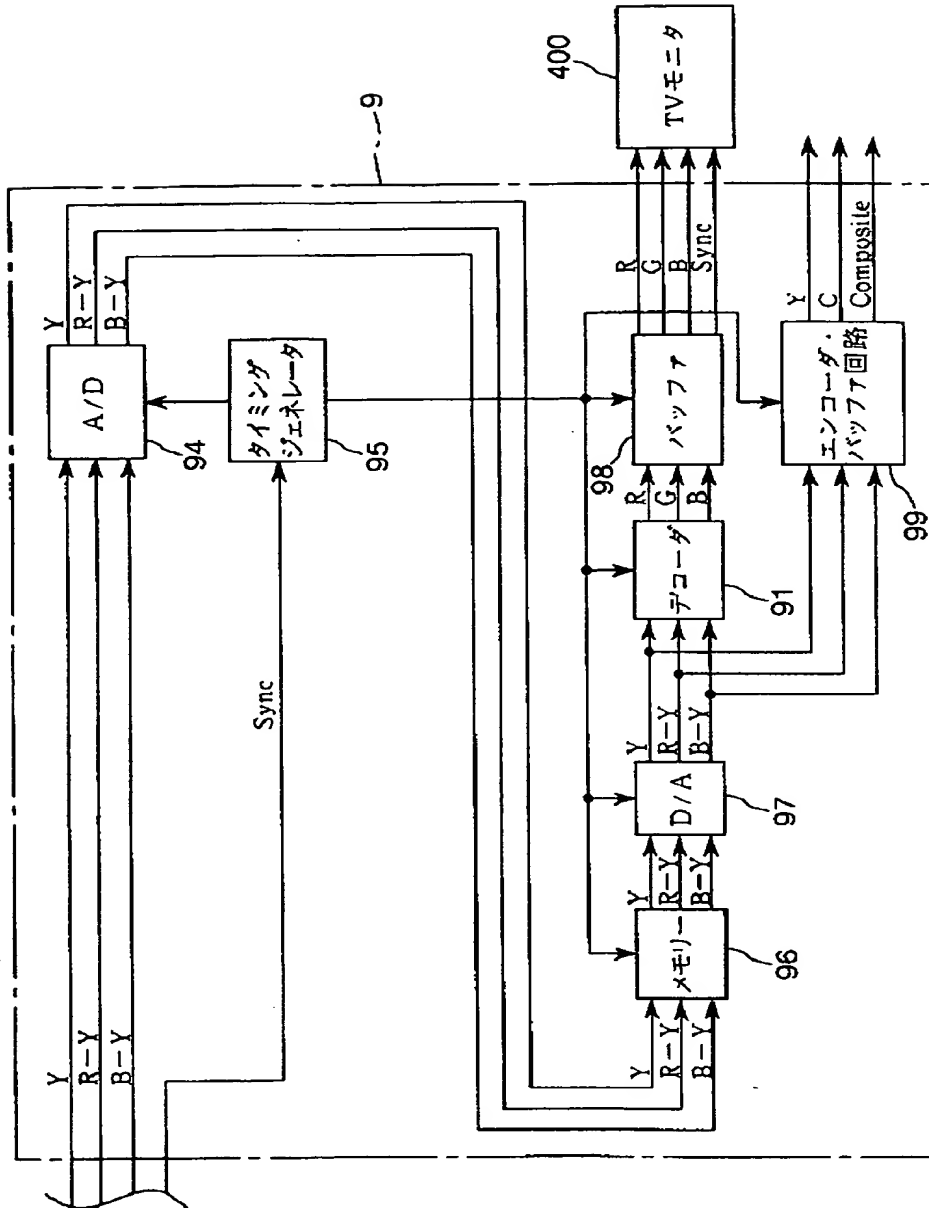 9
400
TVモニタ
Y
R−Y
B−Y
A/D
94
Y
R−Y
B−Y
Sync
タイミング
ジェネレータ
95
Y
R−Y
B−Y
メモリー
96
Y
R−Y
B−Y
D/A
97
Y
R−Y
B−Y
デコーダ
91
R
G
B
バッファ
98
R
G
B
Sync
エンコーダ・
バッファ回路
99
Y
C
Composite